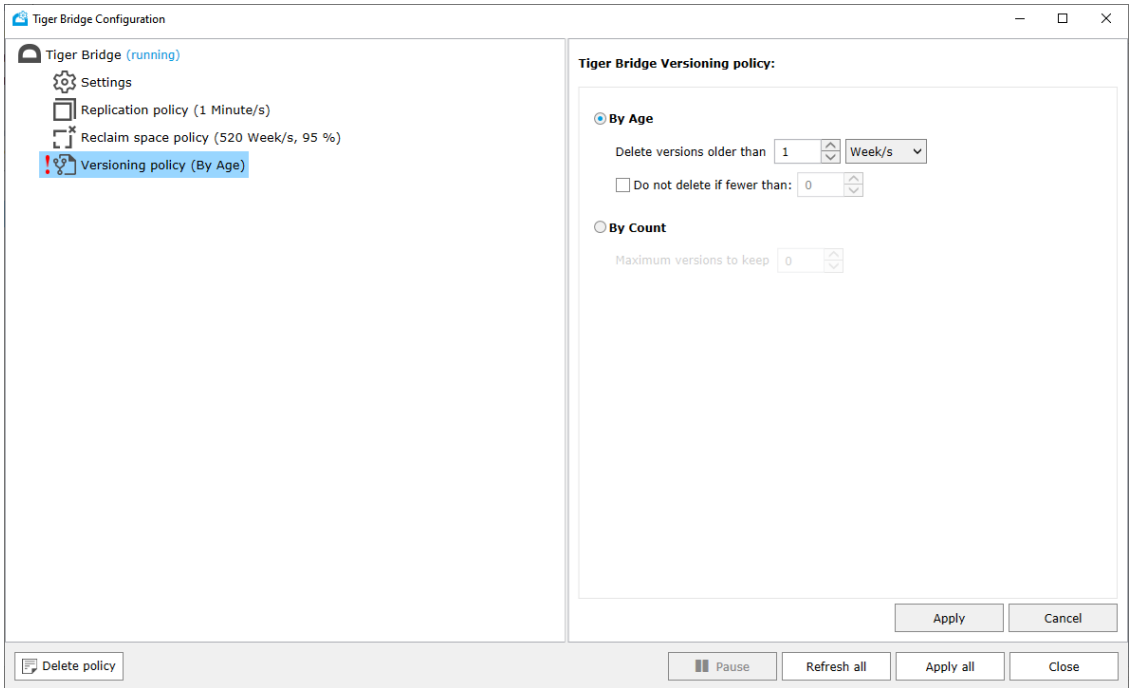 Tiger Bridge Configuration
Tiger Bridge (running)
Settings
Replication policy (1 Minute/s)
Reclaim space policy (520 Week/s, 95 %)
Versioning policy (By Age)
Tiger Bridge Versioning policy:
By Age
Delete versions older than 1 Week/s
Do not delete if fewer than: 0
By Count
Maximum versions to keep 0
Apply Cancel
Delete policy Pause Refresh all Apply all Close